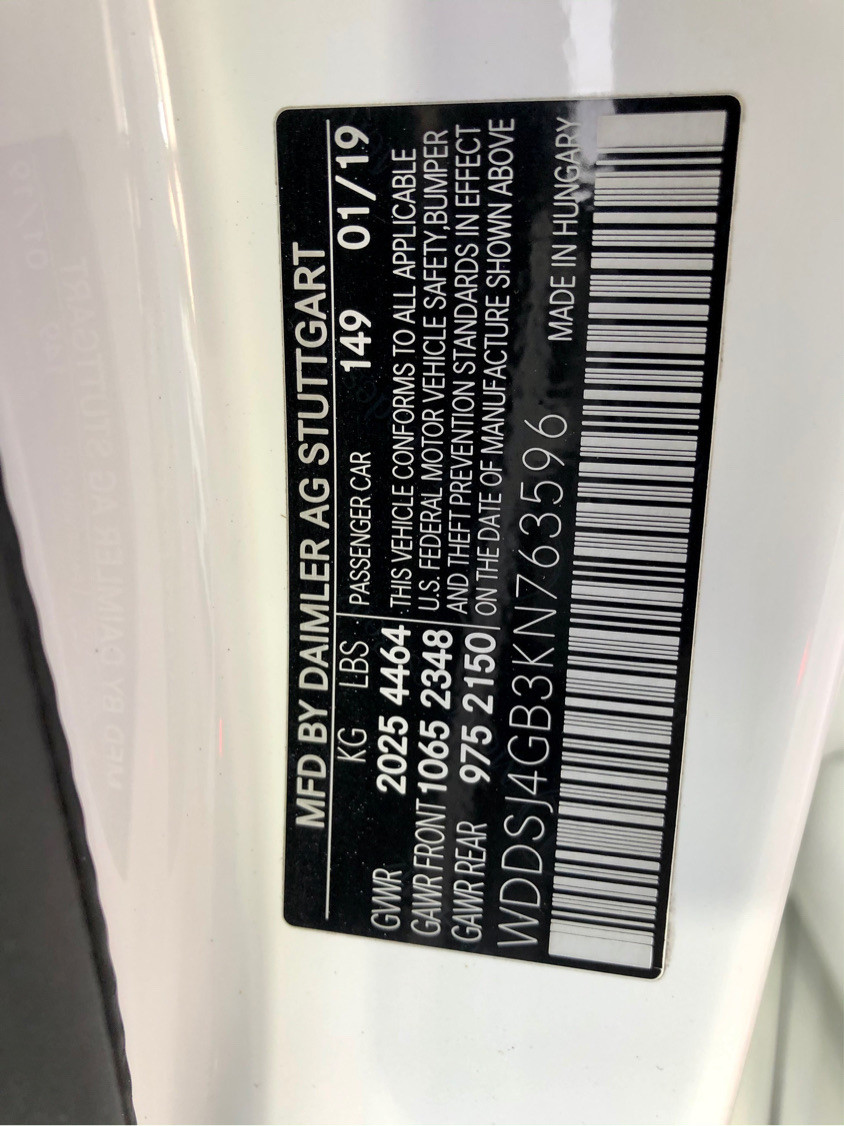 MFD BY DAIMLER AG STUTTGART
KG LBS PASSENGER CAR 149 01/19
GVWR 2025 4464 THIS VEHICLE CONFORMS TO ALL APPLICABLE
GAWR FRONT 1065 2348 U.S. FEDERAL MOTOR VEHICLE SAFETY,BUMPER
GAWR REAR 975 2150 AND THEFT PREVENTION STANDARDS IN EFFECT
ON THE DATE OF MANUFACTURE SHOWN ABOVE
WDDSJ4GB3KN763596 MADE IN HUNGARY